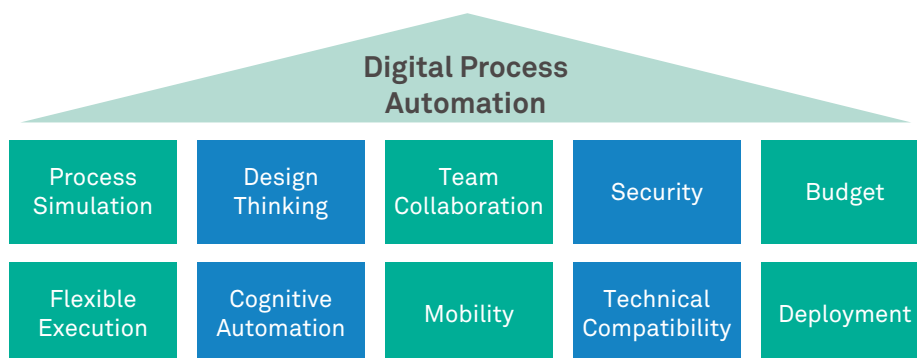 Digital Process
Automation
Process
Simulation
Design
Thinking
Team
Collaboration
Security
Budget
Flexible
Execution
Cognitive
Automation
Mobility
Technical
Compatibility
Deployment